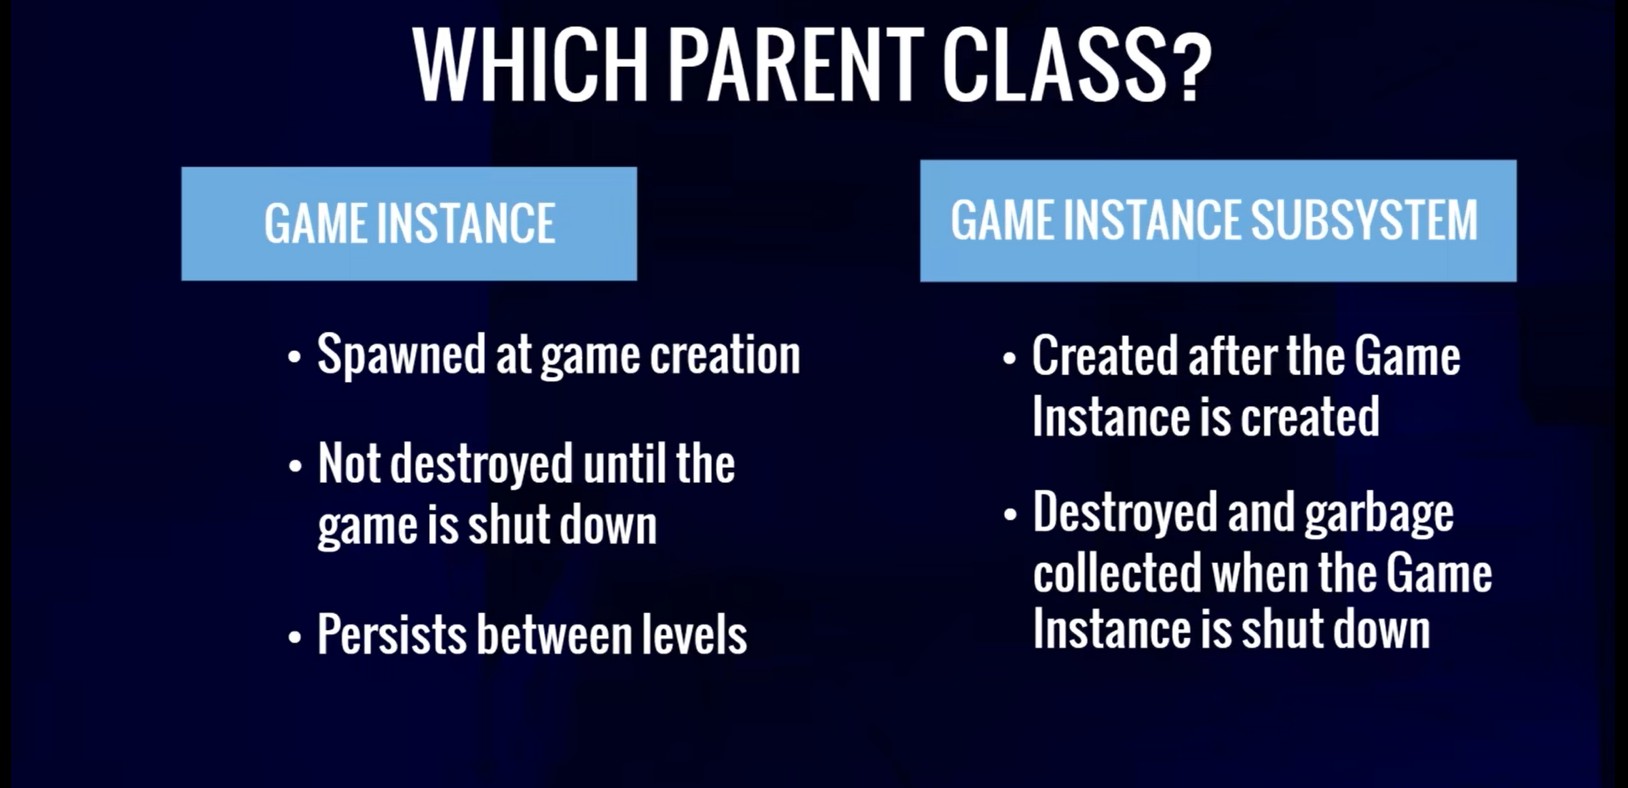 WHICH PARENT CLASS?
GAME INSTANCE
• Spawned at game creation
• Not destroyed until the
game is shut down
• Persists between levels
GAME INSTANCE SUBSYSTEM
• Created after the Game
Instance is created
• Destroyed and garbage
collected when the Game
Instance is shut down